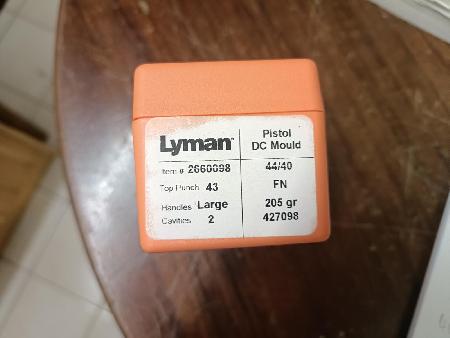 Lyman
Item # 2660098
Top Punch 43
Handles Large
Cavities 2
Pistol
DC Mould
44/40
FN
205 gr
427098